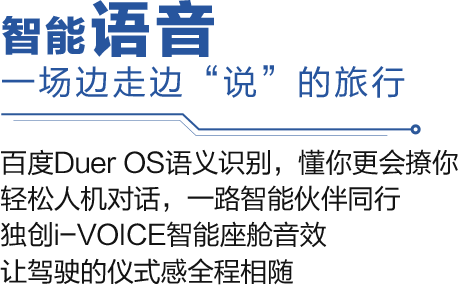 智能语音
一场边走边“说”的旅行
百度Duer OS语义识别，懂你更会撩你
轻松人机对话，一路智能伙伴同行
独创i-VOICE智能座舱音效
让驾驶的仪式感全程相随